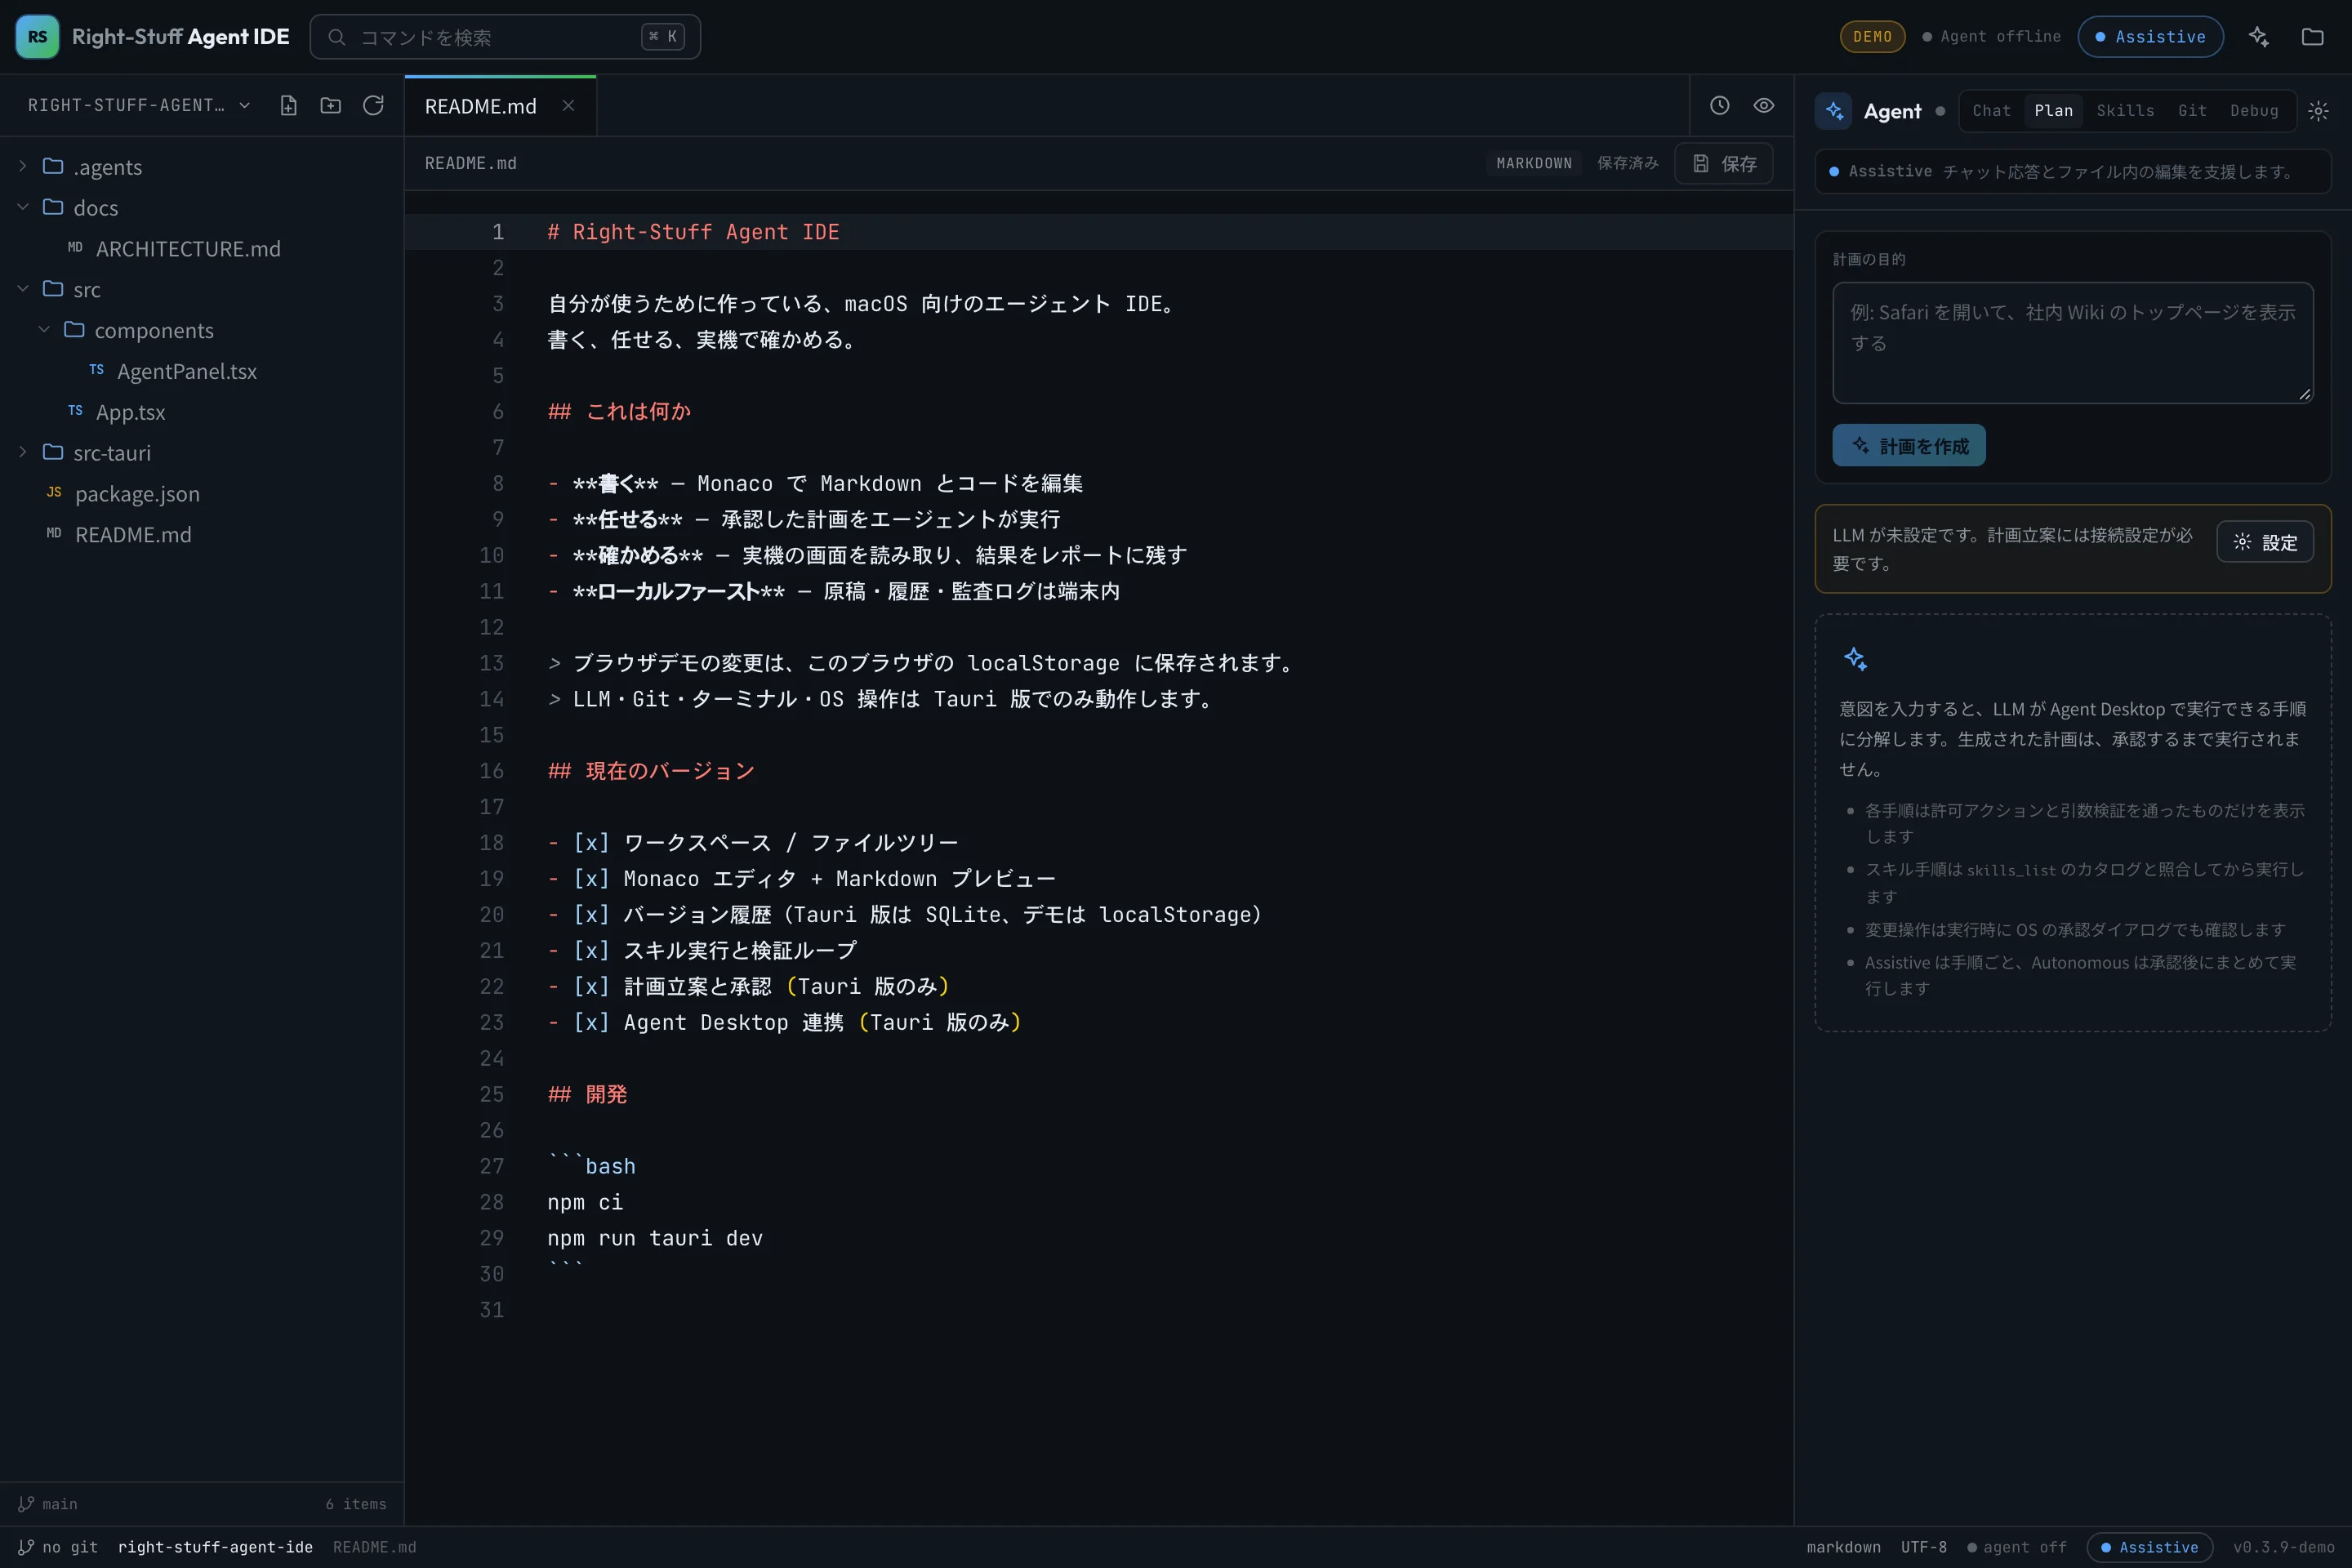 RS Right-Stuff Agent IDE コマンドを検索 ⌘ K DEMO Agent offline Assistive
RIGHT-STUFF-AGENT…
.agents
docs
MD ARCHITECTURE.md
src
components
TS AgentPanel.tsx
TS App.tsx
src-tauri
JS package.json
MD README.md
main 6 items
README.md
README.md MARKDOWN 保存済み 保存
1 # Right-Stuff Agent IDE
2
3 自分が使うために作っている、macOS 向けのエージェント IDE。
4 書く、任せる、実機で確かめる。
5
6 ## これは何か
7
8 - **書く** — Monaco で Markdown とコードを編集
9 - **任せる** — 承認した計画をエージェントが実行
10 - **確かめる** — 実機の画面を読み取り、結果をレポートに残す
11 - **ローカルファースト** — 原稿・履歴・監査ログは端末内
12
13 > ブラウザデモの変更は、このブラウザの localStorage に保存されます。
14 > LLM・Git・ターミナル・OS 操作は Tauri 版でのみ動作します。
15
16 ## 現在のバージョン
17
18 - [x] ワークスペース / ファイルツリー
19 - [x] Monaco エディタ + Markdown プレビュー
20 - [x] バージョン履歴（Tauri 版は SQLite、デモは localStorage）
21 - [x] スキル実行と検証ループ
22 - [x] 計画立案と承認 (Tauri 版のみ)
23 - [x] Agent Desktop 連携 (Tauri 版のみ)
24
25 ## 開発
26
27 ```bash
28 npm ci
29 npm run tauri dev
30 ```
31
Agent Chat Plan Skills Git Debug
Assistive チャット応答とファイル内の編集を支援します。
計画の目的
例: Safari を開いて、社内 Wiki のトップページを表示
する
計画を作成
LLM が未設定です。計画立案には接続設定が必
要です。
設定
意図を入力すると、LLM が Agent Desktop で実行できる手順
に分解します。生成された計画は、承認するまで実行されま
せん。
• 各手順は許可アクションと引数検証を通ったものだけを表示
します
• スキル手順は skills_list のカタログと照合してから実行し
ます
• 変更操作は実行時に OS の承認ダイアログでも確認します
• Assistive は手順ごと、Autonomous は承認後にまとめて実
行します
no git right-stuff-agent-ide README.md markdown UTF-8 agent off Assistive v0.3.9-demo